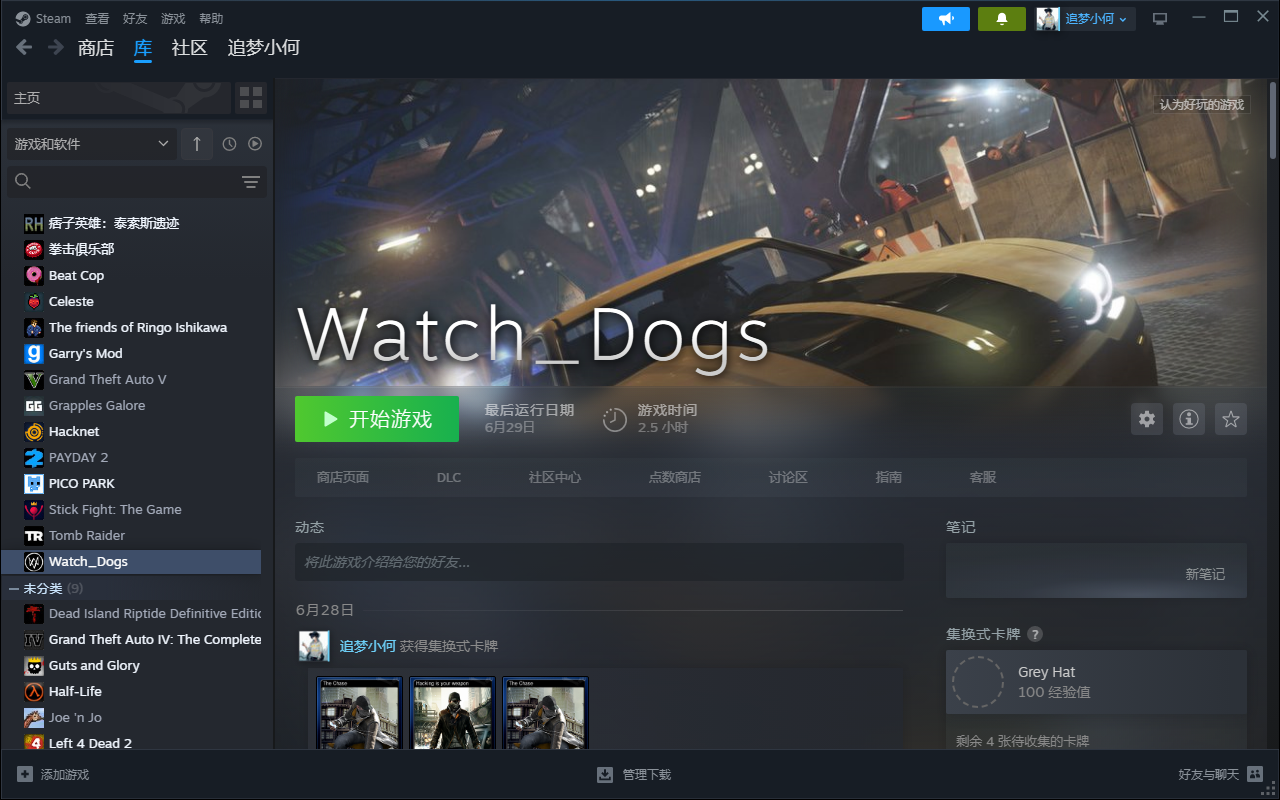 Steam 查看 好友 游戏 帮助
追梦小何
商店 库 社区 追梦小何
主页
认为好玩的游戏
游戏和软件
RH 痞子英雄：泰索斯遗迹
拳击俱乐部
Beat Cop
Celeste
The friends of Ringo Ishikawa
Garry's Mod
Grand Theft Auto V
GG Grapples Galore
Hacknet
PAYDAY 2
PICO PARK
Stick Fight: The Game
TR Tomb Raider
Watch_Dogs
未分类 (9)
Dead Island Riptide Definitive Editic
IV Grand Theft Auto IV: The Complete
Guts and Glory
Half-Life
Joe 'n Jo
4 Left 4 Dead 2
Watch_Dogs
开始游戏
最后运行日期
6月29日
游戏时间
2.5 小时
商店页面 DLC 社区中心 点数商店 讨论区 指南 客服
动态
将此游戏介绍给您的好友...
6月28日
追梦小何 获得集换式卡牌
The Chase
Hacking is your weapon
The Chase
笔记
新笔记
集换式卡牌 ?
Grey Hat
100 经验值
剩余 4 张待收集的卡牌
添加游戏
管理下载
好友与聊天